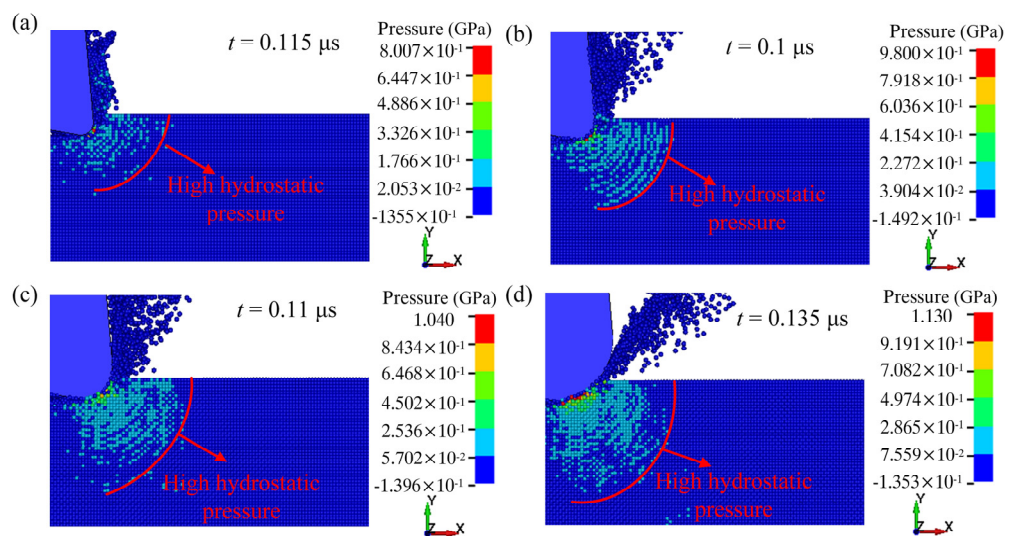 (a)
t = 0.115 μs
Pressure (GPa)
8.007×10⁻¹
6.447×10⁻¹
4.886×10⁻¹
3.326×10⁻¹
1.766×10⁻¹
2.053×10⁻²
-1355×10⁻¹
High hydrostatic
pressure
Y
Z
X
(b)
t = 0.1 μs
Pressure (GPa)
9.800×10⁻¹
7.918×10⁻¹
6.036×10⁻¹
4.154×10⁻¹
2.272×10⁻¹
3.904×10⁻²
-1.492×10⁻¹
High hydrostatic
pressure
Y
Z
X
(c)
t = 0.11 μs
Pressure (GPa)
1.040
8.434×10⁻¹
6.468×10⁻¹
4.502×10⁻¹
2.536×10⁻¹
5.702×10⁻²
-1.396×10⁻¹
High hydrostatic
pressure
Y
Z
X
(d)
t = 0.135 μs
Pressure (GPa)
1.130
9.191×10⁻¹
7.082×10⁻¹
4.974×10⁻¹
2.865×10⁻¹
7.559×10⁻²
-1.353×10⁻¹
High hydrostatic
pressure
Y
Z
X